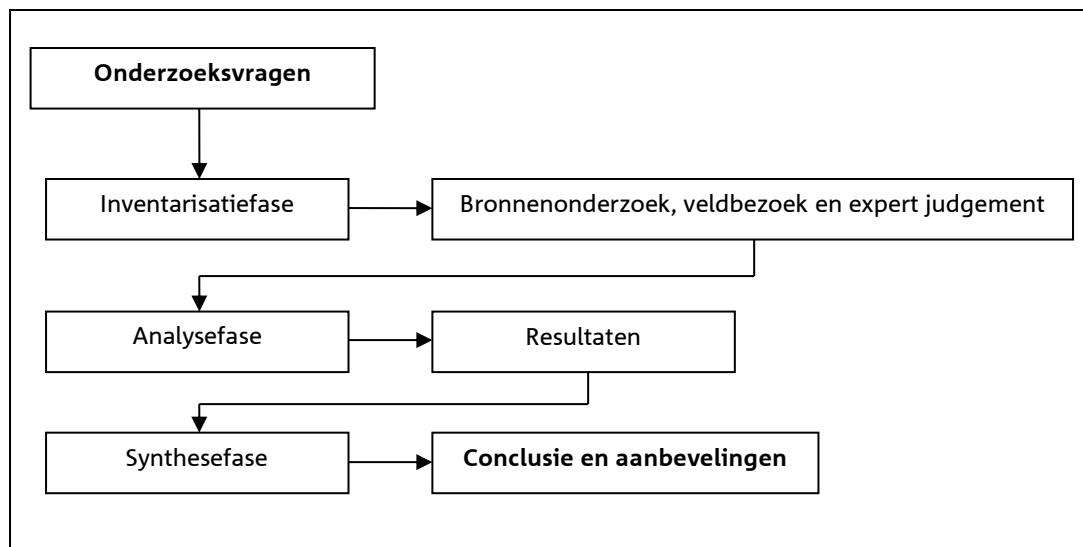 Onderzoeksvragen
Inventarisatiefase
Bronnenonderzoek, veldbezoek en expert judgement
Analysefase
Resultaten
Synthesefase
Conclusie en aanbevelingen